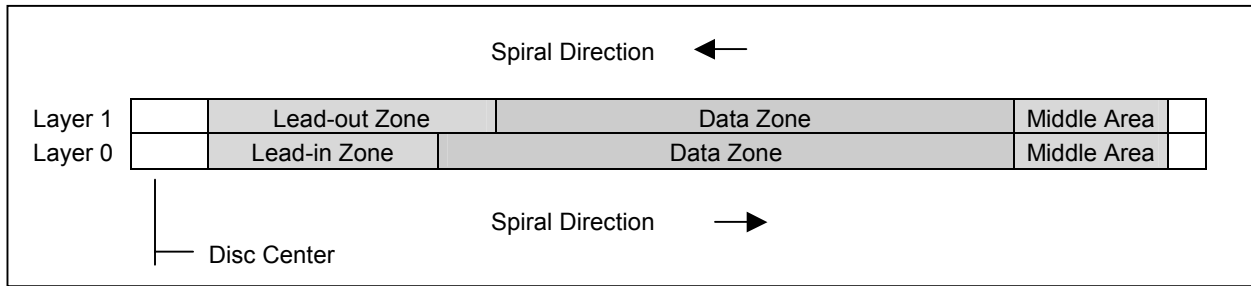 Spiral Direction
Layer 1 Lead-out Zone Data Zone Middle Area
Layer 0 Lead-in Zone Data Zone Middle Area
Spiral Direction
Disc Center